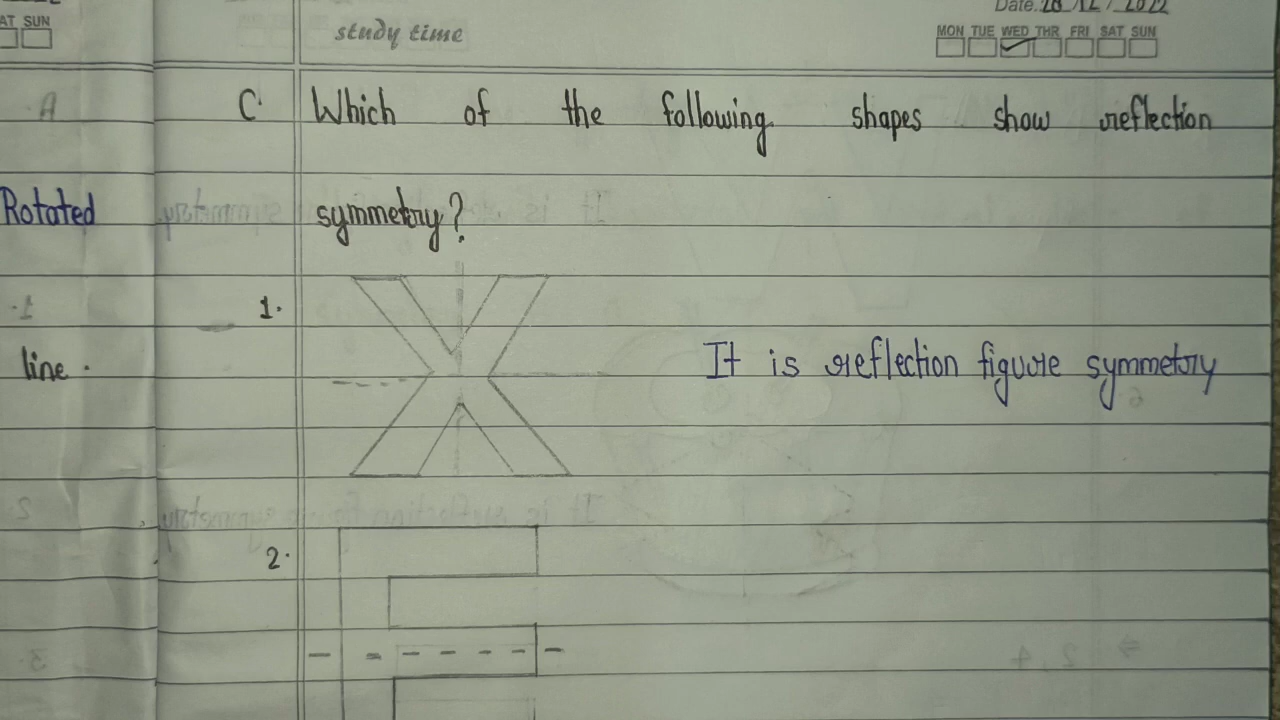 Date. 28 /12 / 2022
AT SUN
study time
MON TUE WED THR FRI SAT SUN
C. Which of the following shapes show reflection
Rotated
symmetry?
1.
line.
It is reflection figure symmetry
2.